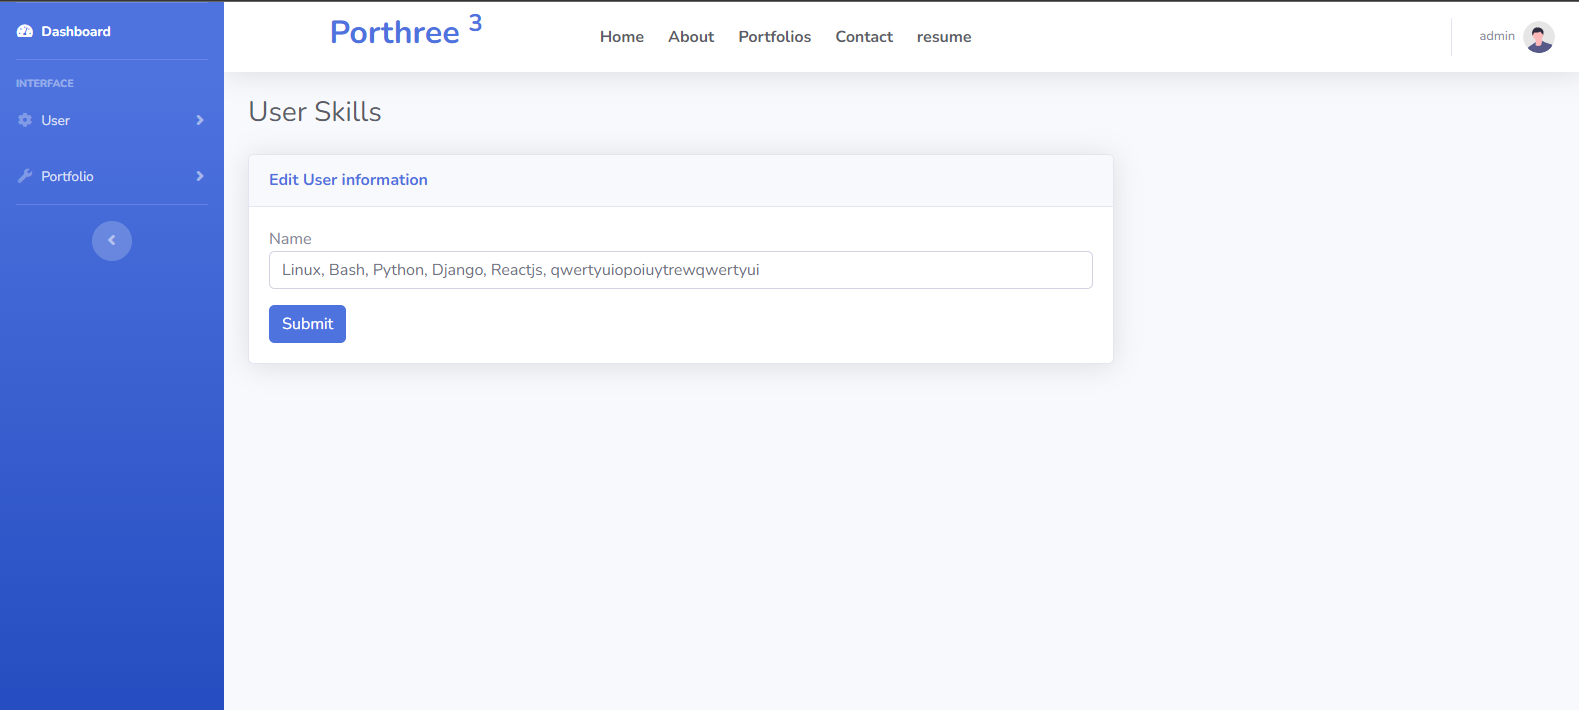 Dashboard
INTERFACE
User
Portfolio
Porthree 3
Home About Portfolios Contact resume
admin
User Skills
Edit User information
Name
Linux, Bash, Python, Django, Reactjs, qwertyuiopoiuytrewqwertyui
Submit